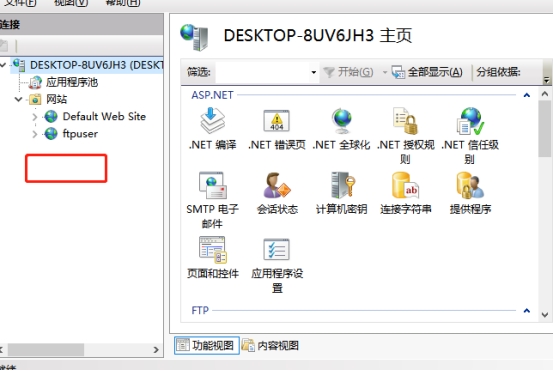 文件(F) 视图(V) 帮助(H)
连接
DESKTOP-8UV6JH3 (DESKT
应用程序池
网站
Default Web Site
ftpuser
DESKTOP-8UV6JH3 主页
筛选: 开始(G) 全部显示(A) 分组依据:
ASP.NET
.NET 编译
.NET 错误页
404
.NET 全球化
.NET 授权规则
.NET 信任级别
SMTP 电子邮件
会话状态
计算机密钥
连接字符串
ab
提供程序
页面和控件
应用程序设置
FTP
功能视图 内容视图
就绪